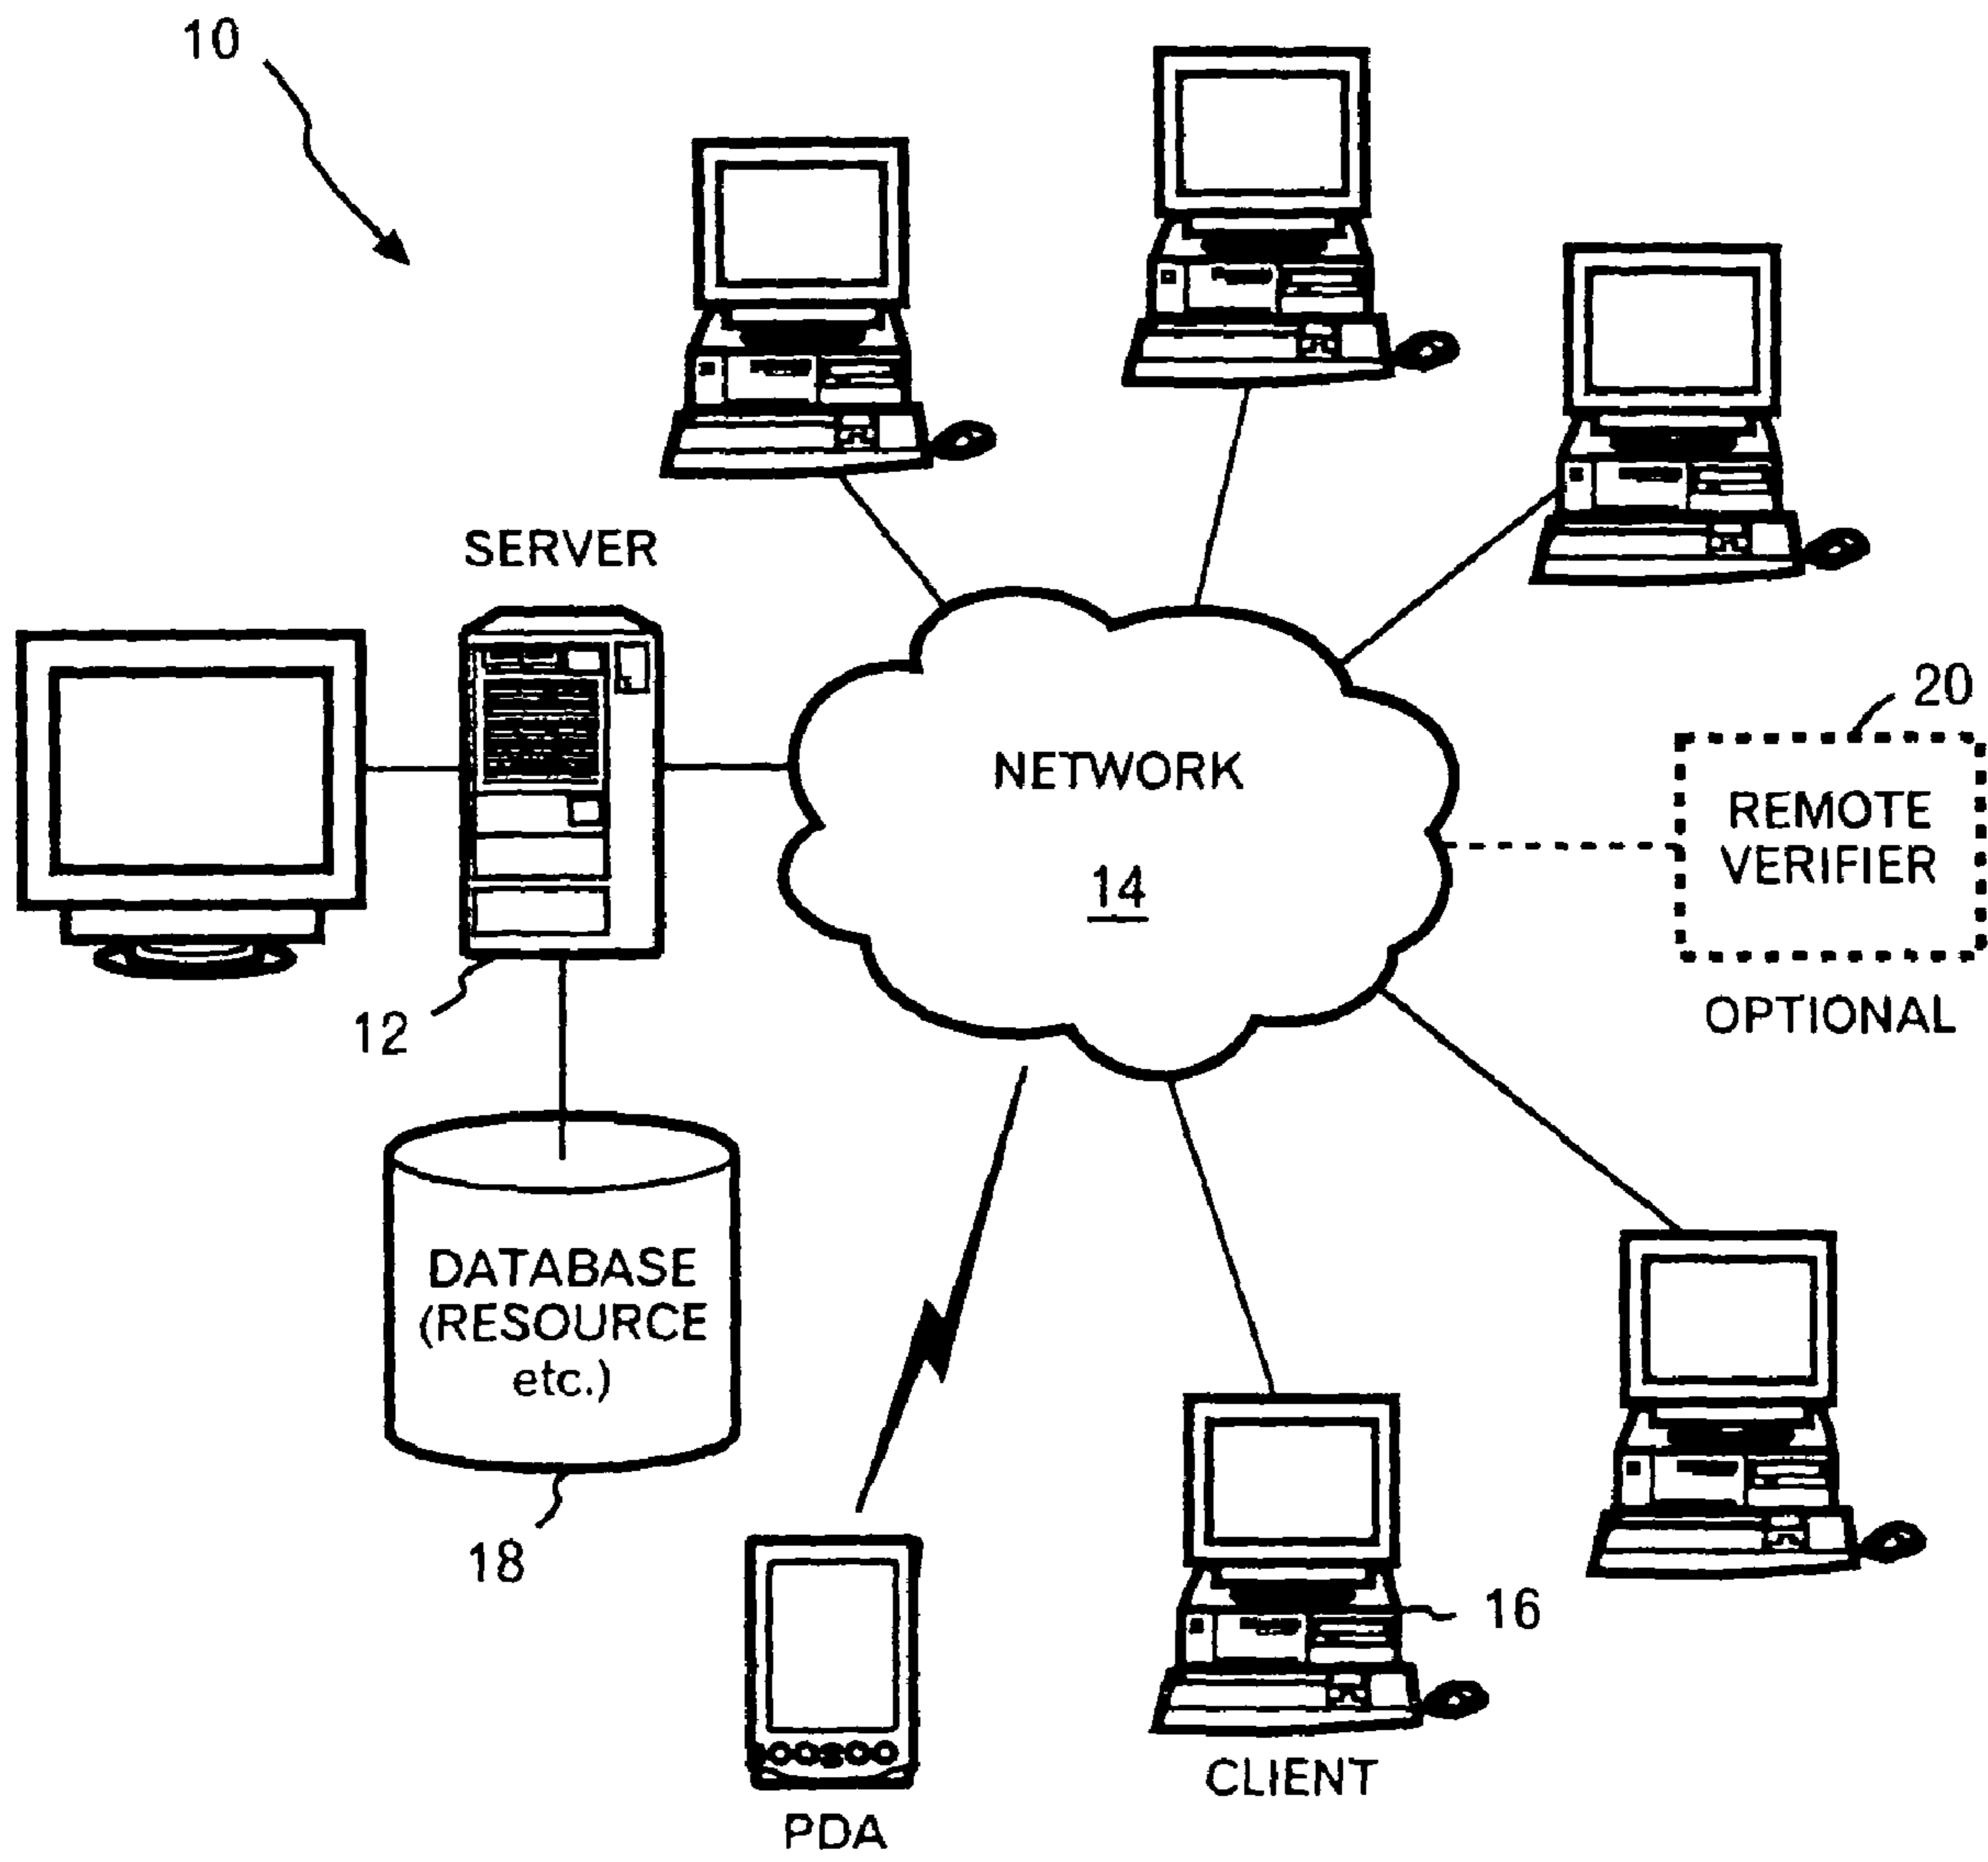 10
SERVER
NETWORK
14
20
REMOTE
VERIFIER
OPTIONAL
12
DATABASE
(RESOURCE
etc.)
18
16
CLIENT
PDA